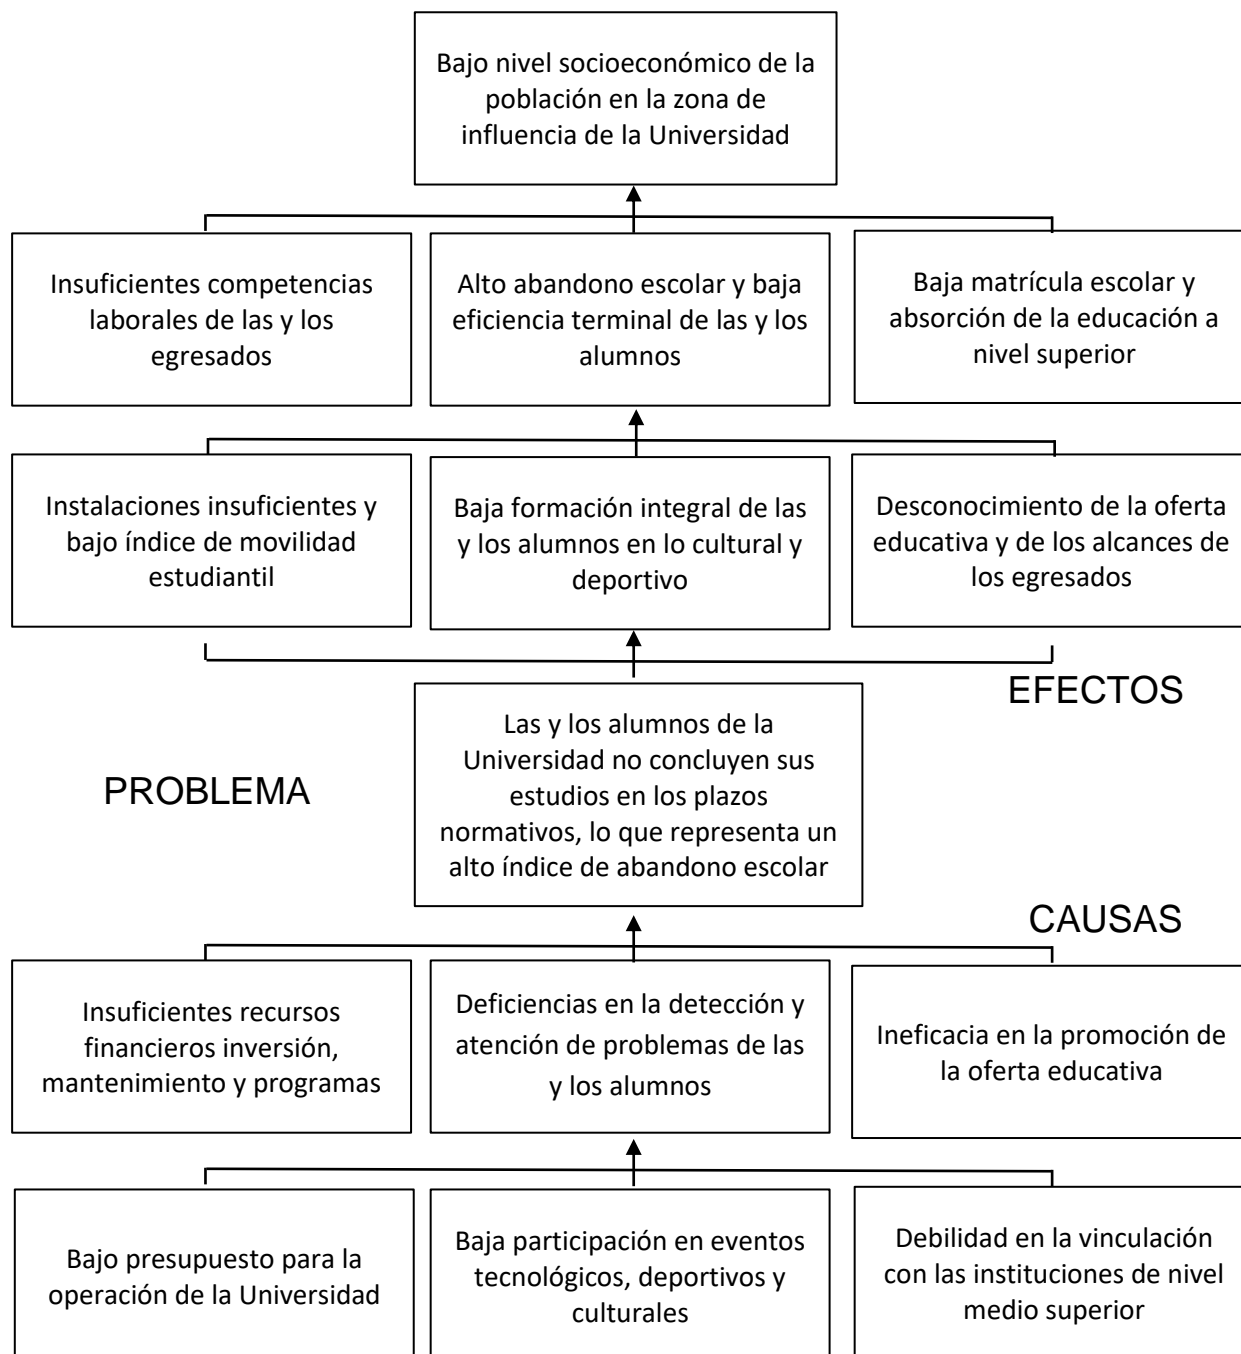 Bajo nivel socioeconómico de la
población en la zona de
influencia de la Universidad
Insuficientes competencias
laborales de las y los
egresados
Alto abandono escolar y baja
eficiencia terminal de las y los
alumnos
Baja matrícula escolar y
absorción de la educación a
nivel superior
Instalaciones insuficientes y
bajo índice de movilidad
estudiantil
Baja formación integral de las
y los alumnos en lo cultural y
deportivo
Desconocimiento de la oferta
educativa y de los alcances de
los egresados
EFECTOS
PROBLEMA
Las y los alumnos de la
Universidad no concluyen sus
estudios en los plazos
normativos, lo que representa un
alto índice de abandono escolar
CAUSAS
Insuficientes recursos
financieros inversión,
mantenimiento y programas
Deficiencias en la detección y
atención de problemas de las
y los alumnos
Ineficacia en la promoción de
la oferta educativa
Bajo presupuesto para la
operación de la Universidad
Baja participación en eventos
tecnológicos, deportivos y
culturales
Debilidad en la vinculación
con las instituciones de nivel
medio superior